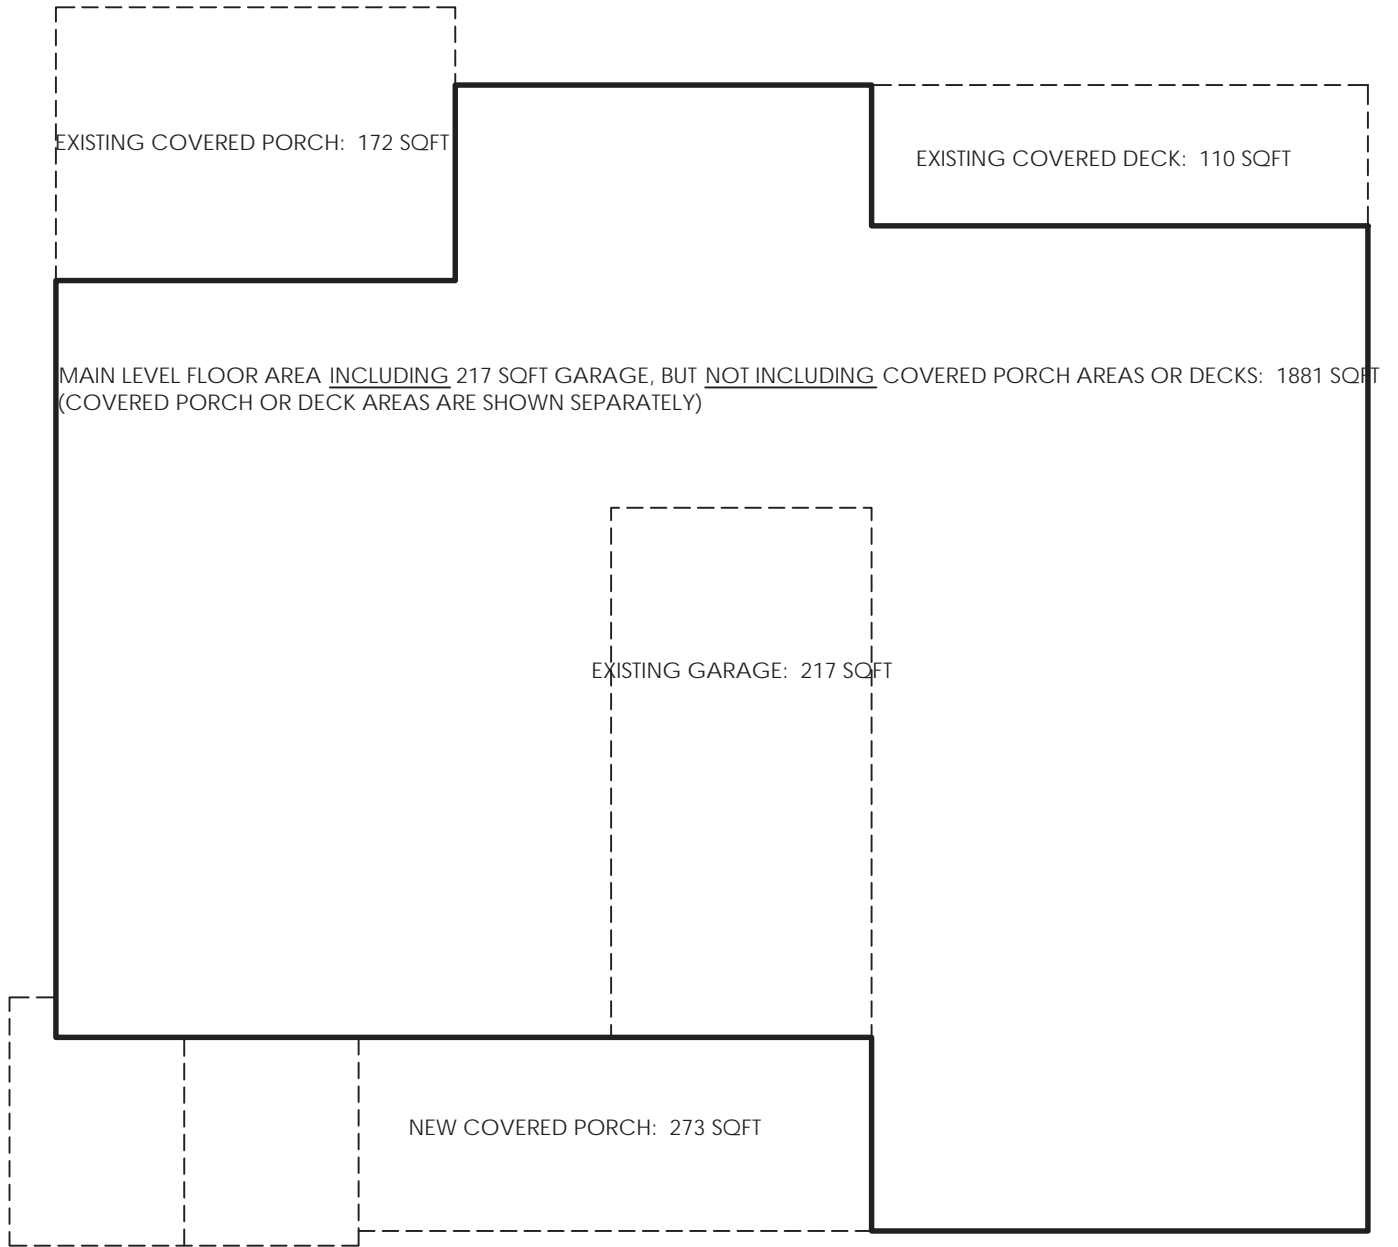 EXISTING COVERED PORCH: 172 SQFT
EXISTING COVERED DECK: 110 SQFT
MAIN LEVEL FLOOR AREA INCLUDING 217 SQFT GARAGE, BUT NOT INCLUDING COVERED PORCH AREAS OR DECKS: 1881 SQFT
(COVERED PORCH OR DECK AREAS ARE SHOWN SEPARATELY)
EXISTING GARAGE: 217 SQFT
NEW COVERED PORCH: 273 SQFT